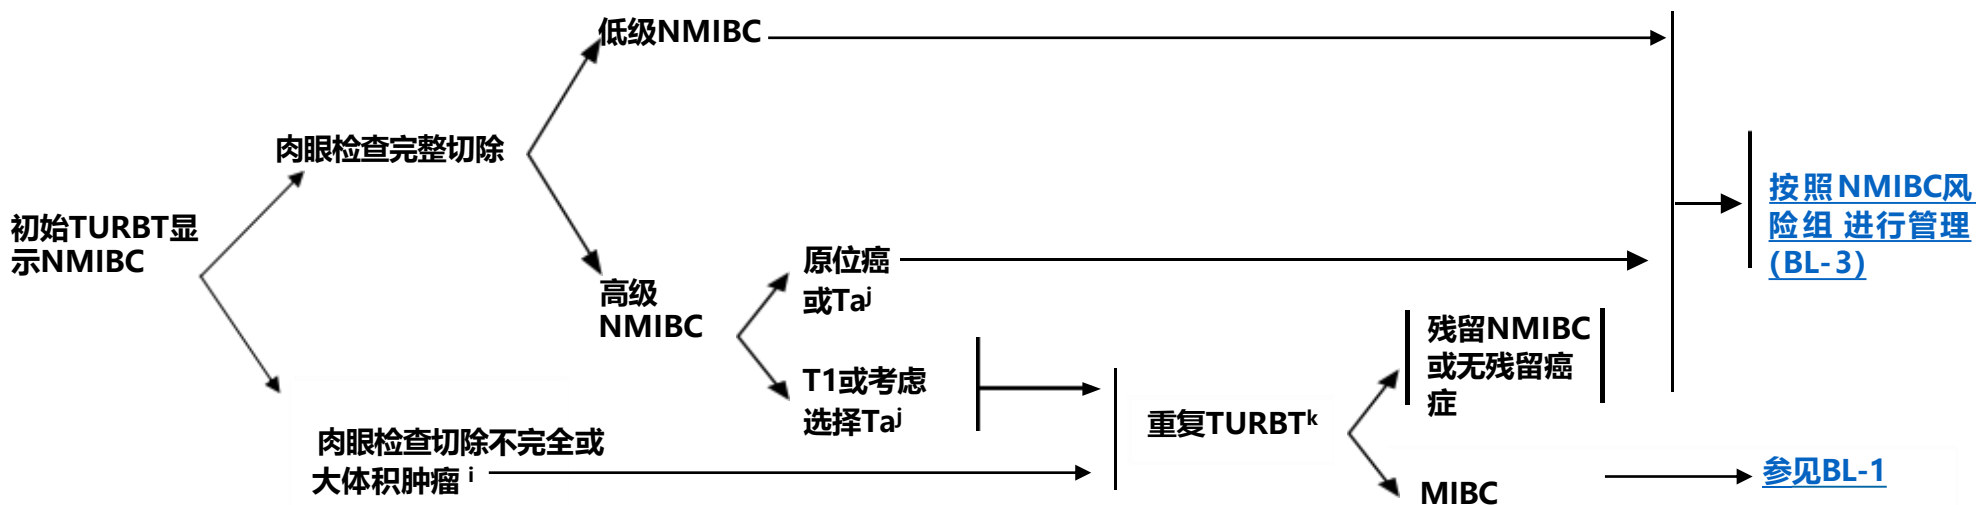 低级NMIBC
肉眼检查完整切除
初始TURBT显
示NMIBC
高级
NMIBC
原位癌
或Taʲ
T1或考虑
选择Taʲ
肉眼检查切除不完全或
大体积肿瘤 ⁱ
重复TURBTᵏ
残留NMIBC
或无残留癌
症
MIBC
按照NMIBC风
险组 进行管理
(BL-3)
参见BL-1